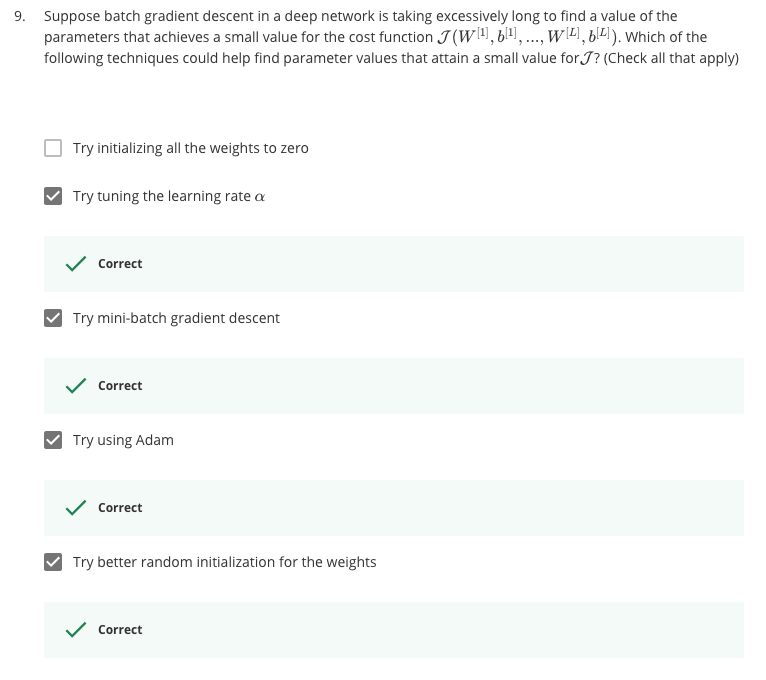 9. Suppose batch gradient descent in a deep network is taking excessively long to find a value of the
parameters that achieves a small value for the cost function 𝒥(W^[1], b^[1], ..., W^[L], b^[L]). Which of the
following techniques could help find parameter values that attain a small value for𝒥? (Check all that apply)
Try initializing all the weights to zero
Try tuning the learning rate α
Correct
Try mini-batch gradient descent
Correct
Try using Adam
Correct
Try better random initialization for the weights
Correct